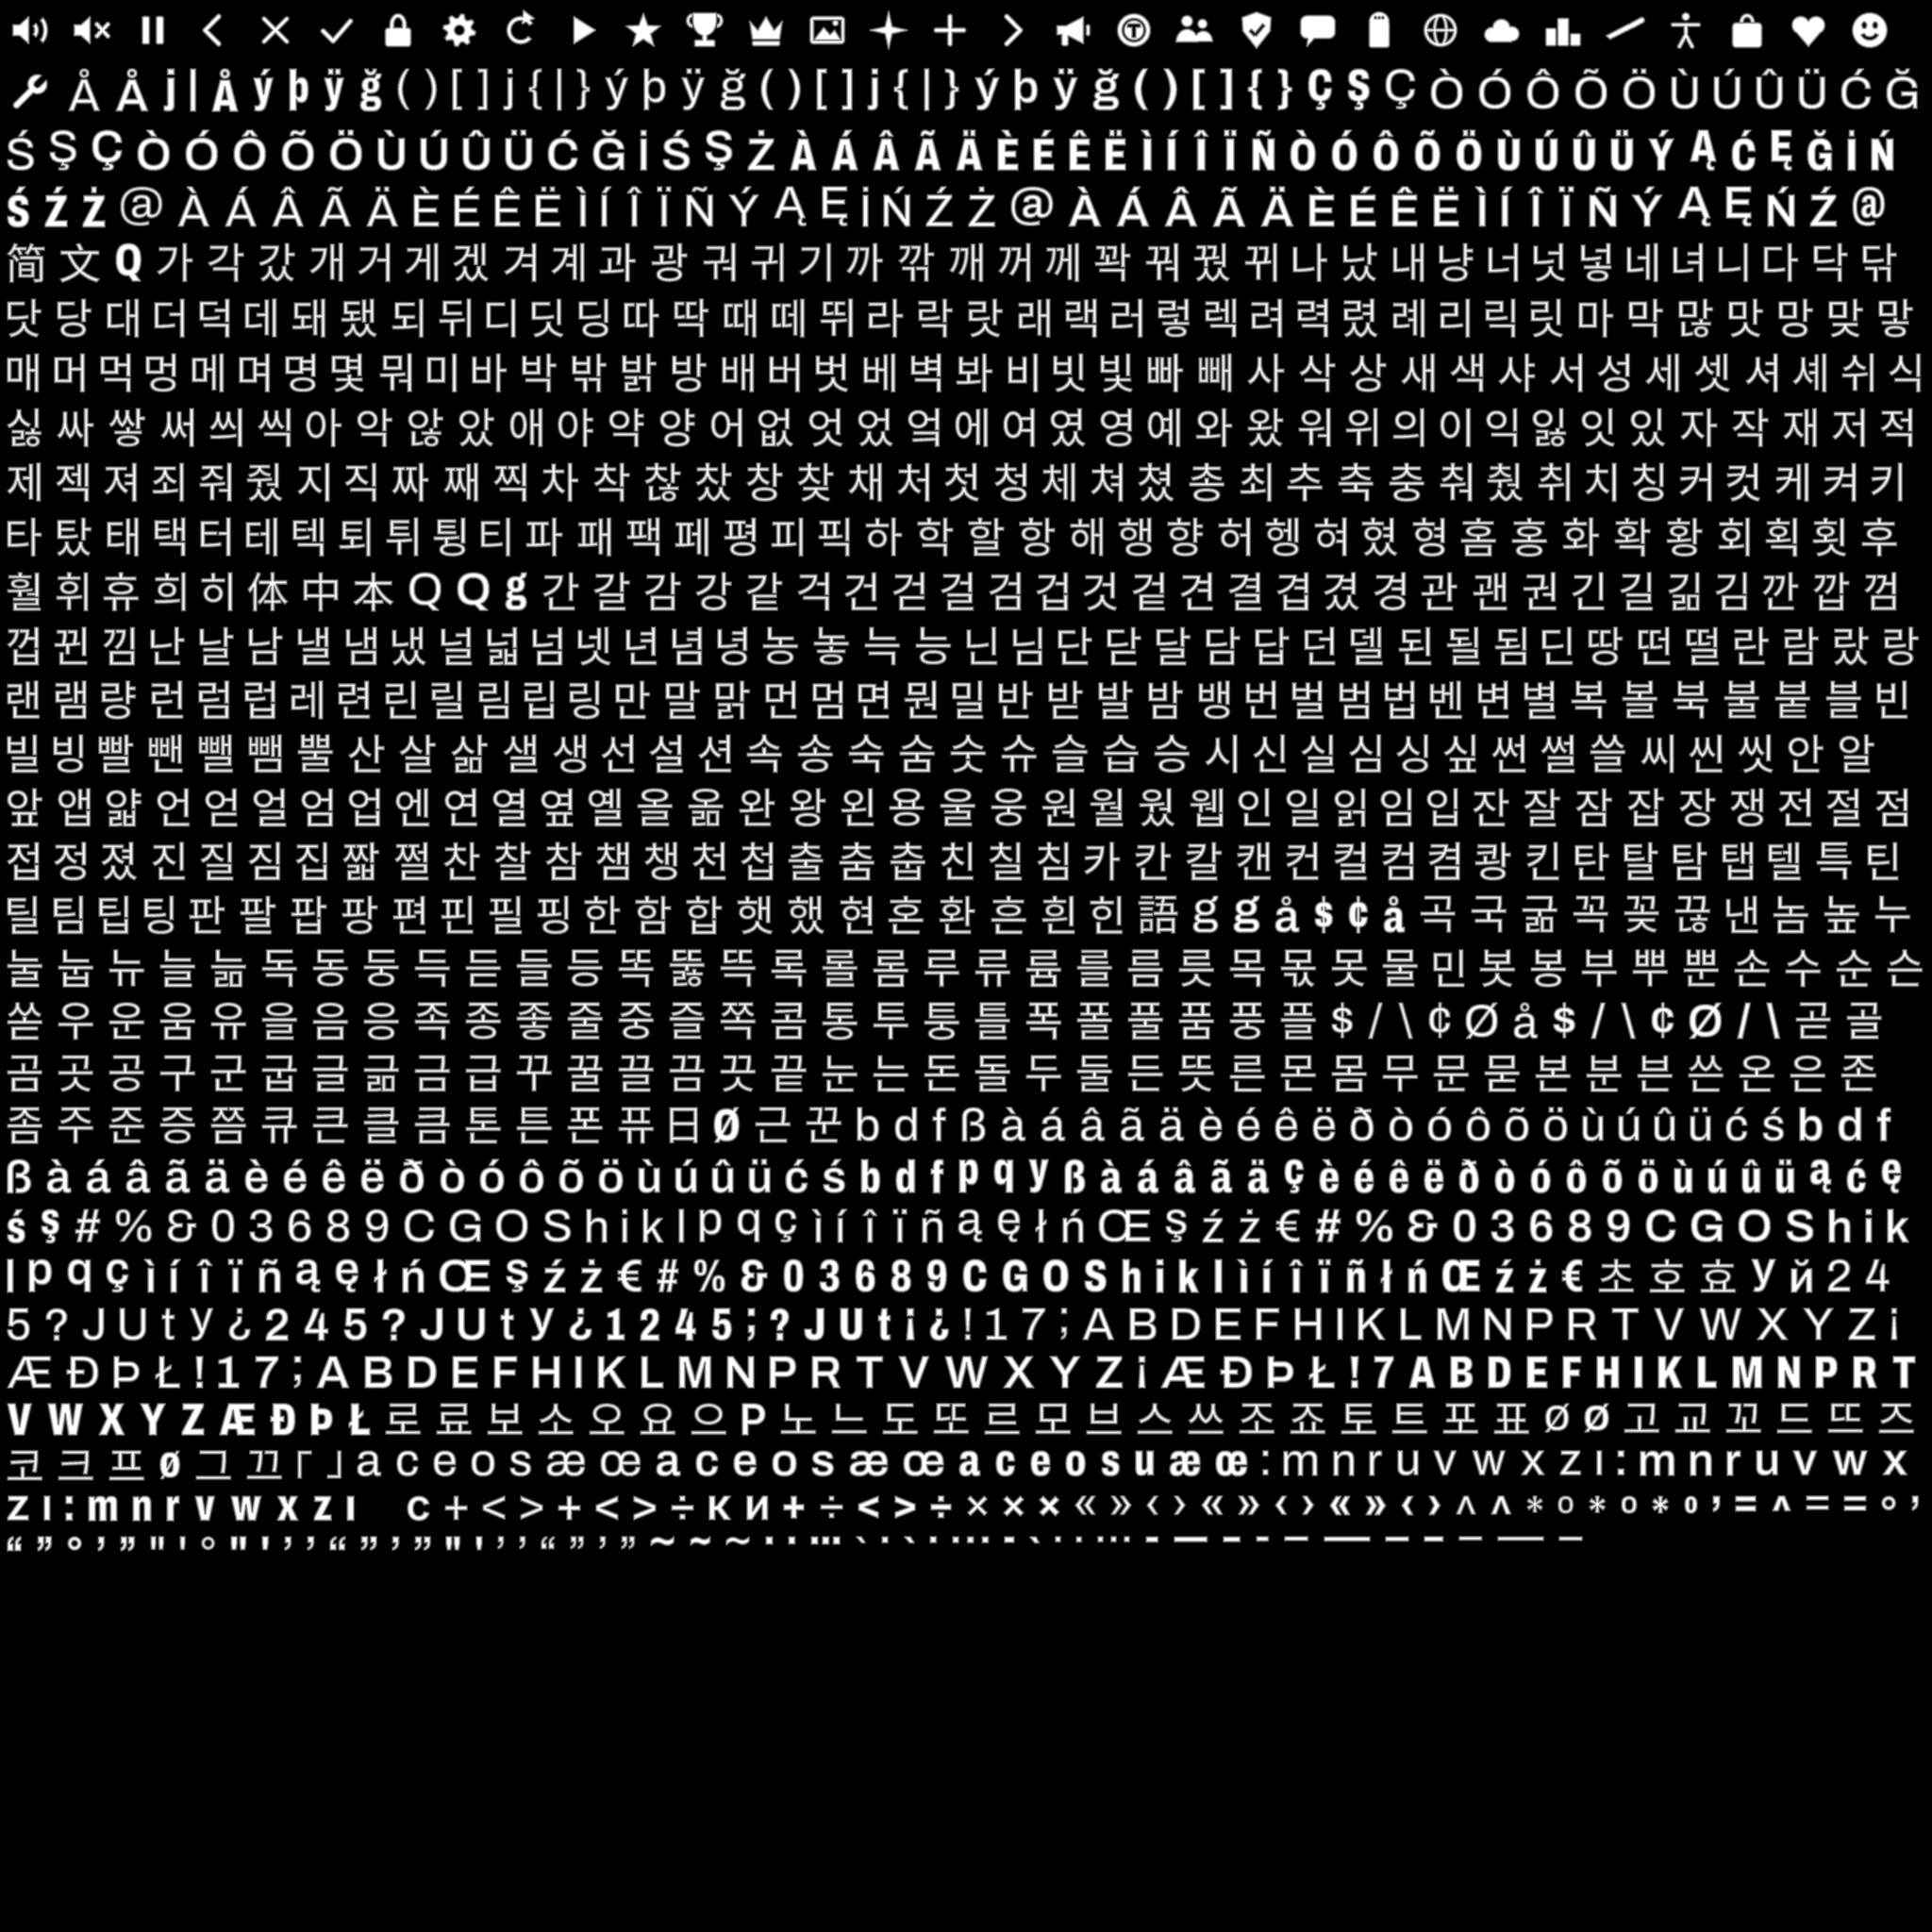 Å Å j | Å ý þ ÿ ğ ( ) [ ] j { | } ý þ ÿ ğ ( ) [ ] j { | } ý þ ÿ ğ ( ) [ ] { } Ç Ş Ç Ò Ó Ô Õ Ö Ù Ú Û Ü Ć Ğ
Ś Ş Ç Ò Ó Ô Õ Ö Ù Ú Û Ü Ć Ğ İ Ś Ş Ż À Á Â Ã Ä È É Ê Ë Ì Í Î Ï Ñ Ò Ó Ô Õ Ö Ù Ú Û Ü Ý Ą Ć Ę Ğ İ Ń
Ś Ź Ż @ À Á Â Ã Ä È É Ê Ë Ì Í Î Ï Ñ Ý Ą Ę İ Ń Ź Ż @ À Á Â Ã Ä È É Ê Ë Ì Í Î Ï Ñ Ý Ą Ę Ń Ź @
简 文 Q 가 각 갔 개 거 게 겠 겨 계 과 광 궈 귀 기 까 깎 깨 꺼 께 꽉 꿔 꿨 뀌 나 났 내 냥 너 넛 넣 네 녀 니 다 닥 닦
닷 당 대 더 덕 데 돼 됐 되 뒤 디 딧 딩 따 딱 때 떼 뛰 라 락 랏 래 랙 러 렇 렉 려 력 렸 례 리 릭 릿 마 막 많 맛 망 맞 맣
매 머 먹 멍 메 며 명 몇 뭐 미 바 박 밖 밝 방 배 버 벗 베 벽 봐 비 빗 빛 빠 빼 사 삭 상 새 색 샤 서 성 세 셋 셔 셰 쉬 식
싫 싸 쌓 써 씌 씩 아 악 않 았 애 야 약 양 어 없 엇 었 엌 에 여 였 영 예 와 왔 워 위 의 이 익 잃 잇 있 자 작 재 저 적
제 젝 져 죄 줘 줬 지 직 짜 째 찍 차 착 찮 찼 창 찾 채 처 첫 청 체 쳐 쳤 총 최 추 축 충 춰 췄 취 치 칭 커 컷 케 켜 키
타 탔 태 택 터 테 텍 퇴 튀 튕 티 파 패 팩 페 평 피 픽 하 학 할 항 해 행 향 허 헹 혀 혔 형 홈 홍 화 확 황 회 획 횟 후
훨 휘 휴 희 히 体 中 本 Q Q g 간 갈 감 강 같 걱 건 걷 걸 검 겁 것 겉 견 결 겹 겼 경 관 괜 권 긴 길 긺 김 깐 깝 껌
껍 뀐 낌 난 날 남 낼 냄 냈 널 넓 넘 넷 년 념 녕 농 놓 늑 능 닌 님 단 닫 달 담 답 던 델 된 될 됨 딘 땅 떤 떨 란 람 랐 랑
랜 램 량 런 럼 럽 레 련 린 릴 림 립 링 만 말 맑 먼 멈 면 뭔 밀 반 받 발 밤 뱅 번 벌 범 법 벤 변 별 복 볼 북 불 붙 블 빈
빌 빙 빨 뺀 뺄 뺌 뿔 산 살 삶 샐 생 선 설 션 속 송 숙 숨 숫 슈 슬 습 승 시 신 실 심 싱 싶 썬 썰 쓸 씨 씬 씻 안 알
앞 앱 얇 언 얻 얼 엄 업 엔 연 열 옆 옐 올 옮 완 왕 왼 용 울 웅 원 월 웠 웹 인 일 읽 임 입 잔 잘 잠 잡 장 쟁 전 절 점
접 정 졌 진 질 짐 집 짧 쩔 찬 찰 참 챔 챙 천 첩 출 춤 춥 친 칠 침 카 칸 칼 캔 컨 컬 컴 켬 쾅 킨 탄 탈 탐 탭 텔 특 틴
틸 팀 팁 팅 판 팔 팝 팡 편 핀 필 핑 한 함 합 햇 했 현 혼 환 흔 흰 힌 語 g g å $ ¢ å 곡 국 굶 꼭 꽃 끊 낸 놈 높 누
눌 눕 뉴 늘 늚 독 동 둥 득 듣 들 등 똑 뚫 뜩 록 롤 롬 루 류 륨 를 름 릇 목 몫 못 물 민 봇 봉 부 뿌 뿐 손 수 순 슨
쏟 우 운 움 유 을 음 응 족 종 좋 줄 중 즐 쪽 콤 통 투 퉁 틀 폭 폴 풀 품 풍 플 $ / \ ¢ Ø å $ / \ ¢ Ø / \ 곧 골
곰 곳 공 구 군 굽 글 긂 금 급 꾸 꿀 끌 끔 끗 끝 눈 는 돈 돌 두 둘 든 뜻 른 몬 몸 무 문 묻 본 분 븐 쓴 온 은 존
좀 주 준 증 쯤 큐 큰 클 큼 톤 튼 폰 퓨 日 Ø 근 꾼 b d f ß à á â ã ä è é ê ë ð ò ó ô õ ö ù ú û ü ć ś b d f
ß à á â ã ä è é ê ë ð ò ó ô õ ö ù ú û ü ć ś b d f p q y ß à á â ã ä ç è é ê ë ð ò ó ô õ ö ù ú û ü ą ć ę
ś ş # % & 0 3 6 8 9 C G O S h i k l p q ç ì í î ï ñ ą ę ł ń Œ ş ź ż € # % & 0 3 6 8 9 C G O S h i k
l p q ç ì í î ï ñ ą ę ł ń Œ ş ź ż € # % & 0 3 6 8 9 C G O S h i k l ì í î ï ñ ł ń Œ ź ż € 초 호 효 У й 2 4
5 ? J U t y ¿ 2 4 5 ? J U t y ¿ 1 2 4 5 ; ? J U t ¡ ¿ ! 1 7 ; A B D E F H I K L M N P R T V W X Y Z ¡
Æ Ð Þ Ł ! 1 7 ; A B D E F H I K L M N P R T V W X Y Z ¡ Æ Ð Þ Ł ! 7 A B D E F H I K L M N P R T
V W X Y Z Æ Ð Þ Ł 로 료 보 소 오 요 으 Р 노 느 도 또 르 모 브 스 쓰 조 죠 토 트 포 표 ø ø 고 교 꼬 드 뜨 즈
코 크 프 ø 그 끄 「 」 a c e o s æ œ a c e o s æ œ a c e o s u æ œ : m n r u v w x z ı : m n r u v w x
z ı : m n r v w x z ı с + < > + < > ÷ к и + ÷ < > ÷ × × × « » ‹ › « » ‹ › « » ‹ › ^ ^ * º * º * º ’ = ^ = = ° ’
“ ” ° ’ ” " ' ° " ' ’ ’ “ ” ’ ” " ' ’ ’ “ ” ’ ” ~ ~ ~